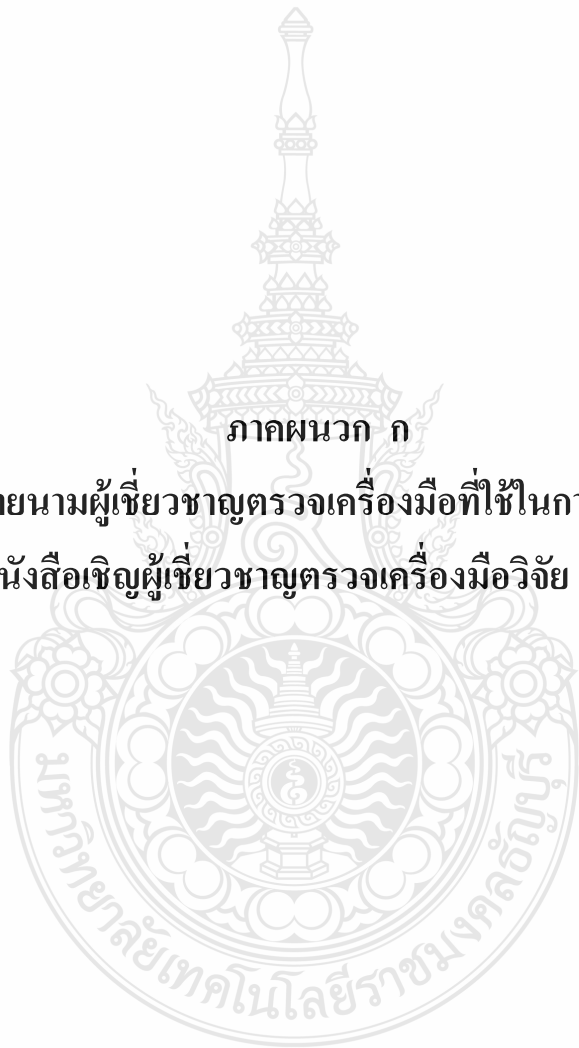 ภาคผนวก ก
ยนามผู้เชี่ยวชาญตรวจเครื่องมือที่ใช้ในกา
นังสือเชิญผู้เชี่ยวชาญตรวจเครื่องมือวิจัย
มหาวิทยาลัยเทคโนโลยีราชมงคลธัญบุรี